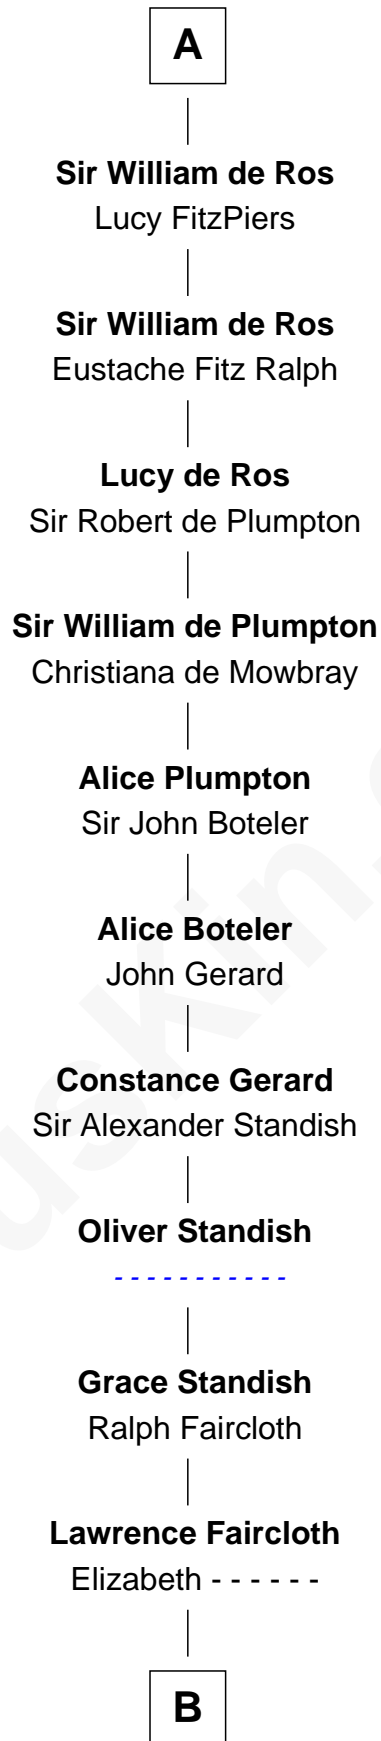 A
Sir William de Ros
Lucy FitzPiers
Sir William de Ros
Eustache Fitz Ralph
Lucy de Ros
Sir Robert de Plumpton
Sir William de Plumpton
Christiana de Mowbray
Alice Plumpton
Sir John Boteler
Alice Boteler
John Gerard
Constance Gerard
Sir Alexander Standish
Oliver Standish
- - - - - - - - - - -
Grace Standish
Ralph Faircloth
Lawrence Faircloth
Elizabeth - - - - - -
B